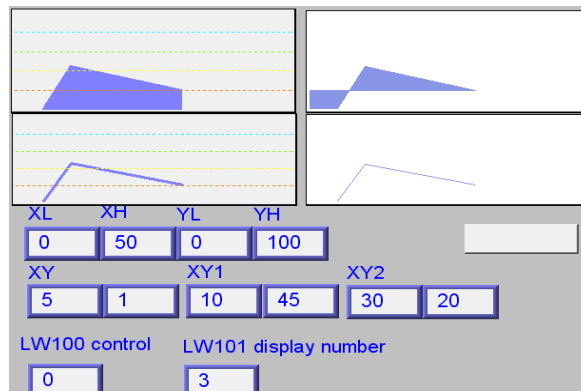 XL XH YL YH
0 50 0 100
XY XY1 XY2
5 1 10 45 30 20
LW100 control LW101 display number
0 3